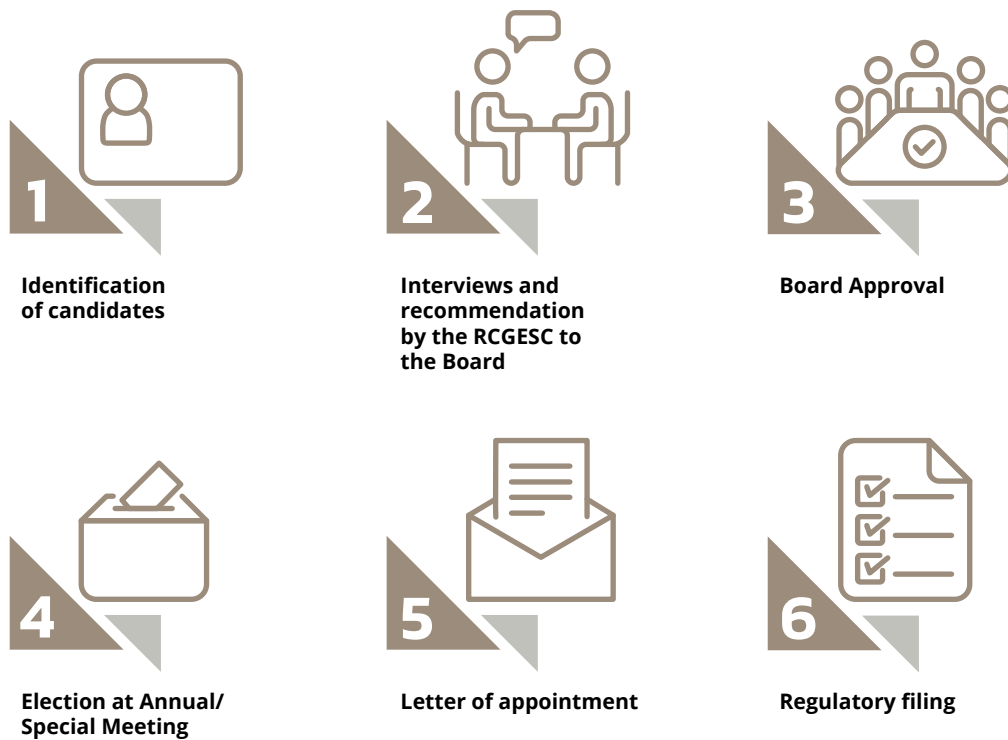 1
Identification
of candidates
2
Interviews and
recommendation
by the RCGESC to
the Board
3
Board Approval
4
Election at Annual/
Special Meeting
5
Letter of appointment
6
Regulatory filing